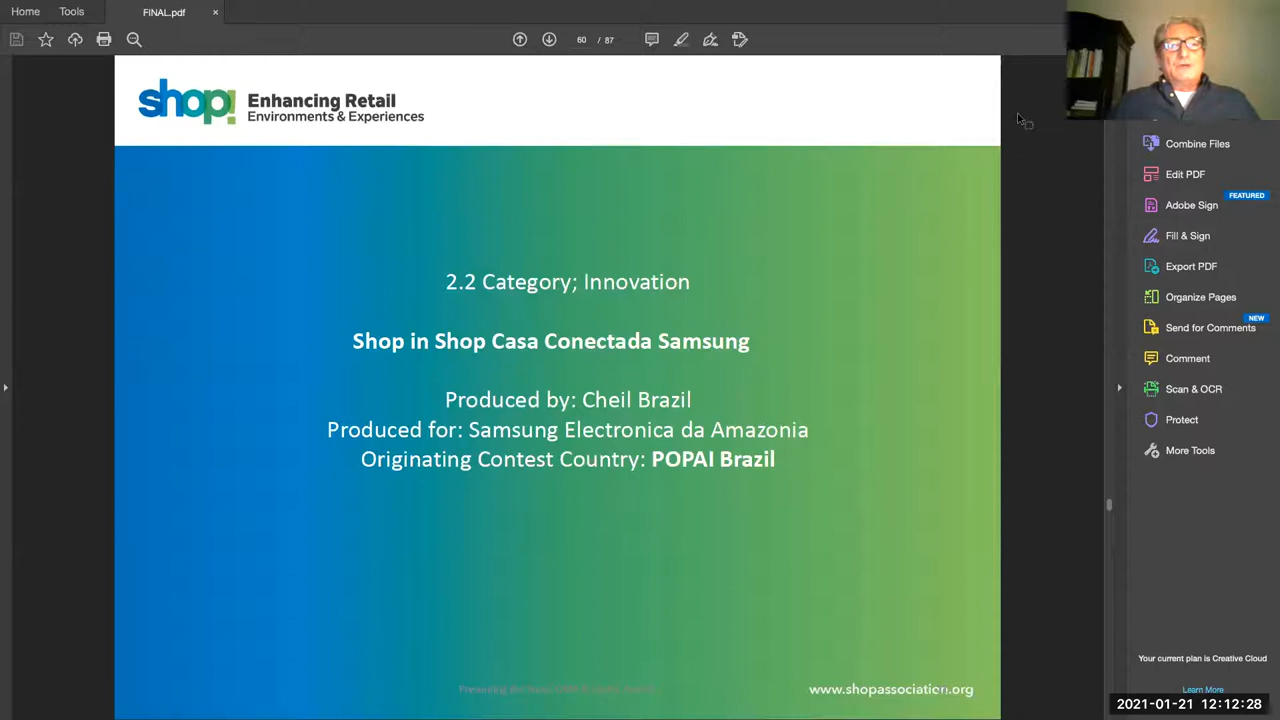 Home
Tools
FINAL.pdf
×
60 / 87
shop! Enhancing Retail
Environments & Experiences
2.2 Category; Innovation
Shop in Shop Casa Conectada Samsung
Produced by: Cheil Brazil
Produced for: Samsung Electronica da Amazonia
Originating Contest Country: POPAI Brazil
www.shopassociation.org
Combine Files
Edit PDF
FEATURED
Adobe Sign
Fill & Sign
Export PDF
Organize Pages
NEW
Send for Comments
Comment
Scan & OCR
Protect
More Tools
Your current plan is Creative Cloud
Learn More
2021-01-21 12:12:28